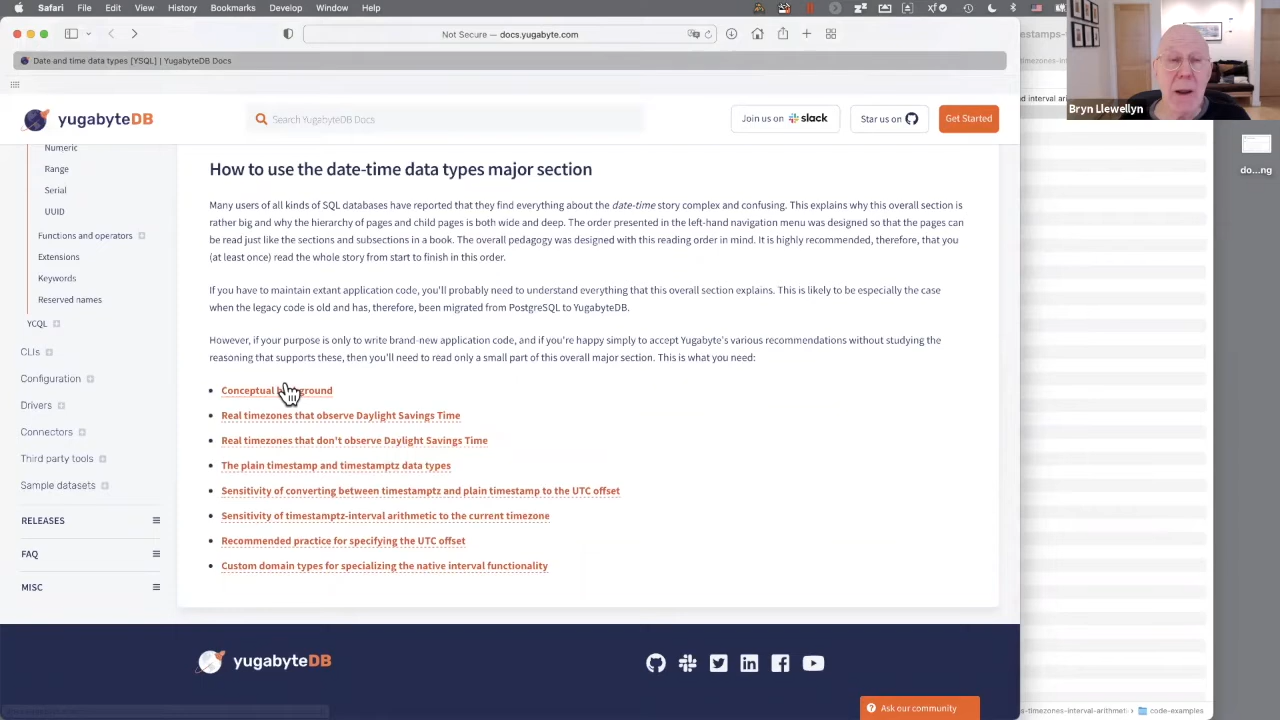 Safari File Edit View History Bookmarks Develop Window Help
Not Secure — docs.yugabyte.com
Date and time data types [YSQL] | YugabyteDB Docs
yugabyteDB
Search YugabyteDB Docs
Join us on slack
Star us on
Get Started
Bryn Llewellyn
do...ng
Numeric
Range
Serial
UUID
Functions and operators
Extensions
Keywords
Reserved names
YCQL
CLIs
Configuration
Drivers
Connectors
Third party tools
Sample datasets
RELEASES
FAQ
MISC
How to use the date-time data types major section
Many users of all kinds of SQL databases have reported that they find everything about the date-time story complex and confusing. This explains why this overall section is
rather big and why the hierarchy of pages and child pages is both wide and deep. The order presented in the left-hand navigation menu was designed so that the pages can
be read just like the sections and subsections in a book. The overall pedagogy was designed with this reading order in mind. It is highly recommended, therefore, that you
(at least once) read the whole story from start to finish in this order.
If you have to maintain extant application code, you'll probably need to understand everything that this overall section explains. This is likely to be especially the case
when the legacy code is old and has, therefore, been migrated from PostgreSQL to YugabyteDB.
However, if your purpose is only to write brand-new application code, and if you're happy simply to accept Yugabyte's various recommendations without studying the
reasoning that supports these, then you'll need to read only a small part of this overall major section. This is what you need:
Conceptual background
Real timezones that observe Daylight Savings Time
Real timezones that don't observe Daylight Savings Time
The plain timestamp and timestamptz data types
Sensitivity of converting between timestamptz and plain timestamp to the UTC offset
Sensitivity of timestamptz-interval arithmetic to the current timezone
Recommended practice for specifying the UTC offset
Custom domain types for specializing the native interval functionality
yugabyteDB
Ask our community
s-timezones-interval-arithmeti › code-examples